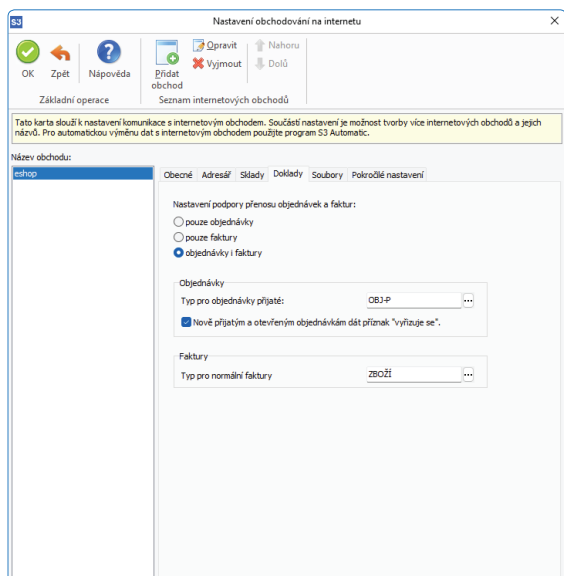 S3 Nastavení obchodování na internetu
OK Zpět Nápověda Přidat obchod Opravit Vyjmout Nahoru Dolů
Základní operace Seznam internetových obchodů
Tato karta slouží k nastavení komunikace s internetovým obchodem. Součástí nastavení je možnost tvorby více internetových obchodů a jejich
názvů. Pro automatickou výměnu dat s internetovým obchodem použijte program S3 Automatic.
Název obchodu:
eshop
Obecné Adresář Sklady Doklady Soubory Pokročilé nastavení
Nastavení podpory přenosu objednávek a faktur:
pouze objednávky
pouze faktury
objednávky i faktury
Objednávky
Typ pro objednávky přijaté: OBJ-P ...
Nově přijatým a otevřeným objednávkám dát příznak "vyřizuje se".
Faktury
Typ pro normální faktury ZBOŽÍ ...